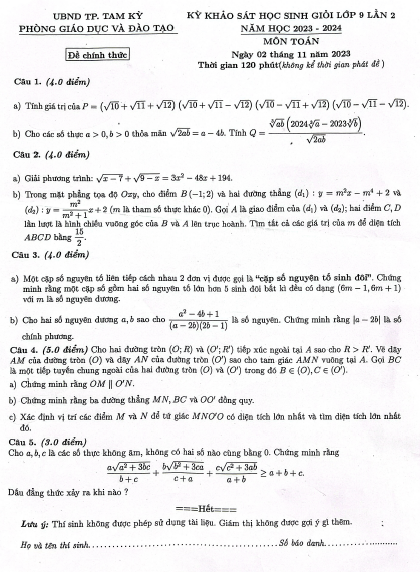 UBND TP. TAM KỲ
PHÒNG GIÁO DỤC VÀ ĐÀO TẠO
Đề chính thức
KỲ KHẢO SÁT HỌC SINH GIỎI LỚP 9 LẦN 2
NĂM HỌC 2023 - 2024
MÔN TOÁN
Ngày 02 tháng 11 năm 2023
Thời gian 120 phút(không kể thời gian phát đề )
Câu 1. (4.0 điểm)
a) Tính giá trị của P = (√10 + √11 + √12) (√10 + √11 − √12) (√10 − √11 + √12) (√10 − √11 − √12).
b) Cho các số thực a > 0, b > 0 thỏa mãn √2ab = a − 4b. Tính Q = ∛ab (2024∛a − 2023∛b) / √2ab.
Câu 2. (4.0 điểm)
a) Giải phương trình: √x − 7 + √9 − x = 3x² − 48x + 194.
b) Trong mặt phẳng tọa độ Oxy, cho điểm B(−1; 2) và hai đường thẳng (d₁) : y = m²x − m⁴ + 2 và
(d₂) : y = m²/(m² + 1) x + 2 (m là tham số thực khác 0). Gọi A là giao điểm của (d₁) và (d₂); hai điểm C, D
lần lượt là hình chiếu vuông góc của B và A lên trục hoành. Tìm tất cả các giá trị của m để diện tích
ABCD bằng 15/2.
Câu 3. (4.0 điểm)
a) Một cặp số nguyên tố liên tiếp cách nhau 2 đơn vị được gọi là "cặp số nguyên tố sinh đôi". Chứng
minh rằng một cặp số gồm hai số nguyên tố lớn hơn 5 sinh đôi bất kì đều có dạng (6m − 1, 6m + 1)
với m là số nguyên dương.
b) Cho hai số nguyên dương a, b sao cho (a² − 4b + 1)/((a − 2b)(2b − 1)) là số nguyên. Chứng minh rằng |a − 2b| là số
chính phương.
Câu 4. (5.0 điểm) Cho hai đường tròn (O; R) và (O′; R′) tiếp xúc ngoài tại A sao cho R > R′. Vẽ dây
AM của đường tròn (O) và dây AN của đường tròn (O′) sao cho tam giác AMN vuông tại A. Gọi BC
là một tiếp tuyến chung ngoài của hai đường tròn (O) và (O′) trong đó B ∈ (O), C ∈ (O′).
a) Chứng minh rằng OM ∥ O′N.
b) Chứng minh rằng ba đường thẳng MN, BC và OO′ đồng quy.
c) Xác định vị trí các điểm M và N để tứ giác MNO′O có diện tích lớn nhất và tìm diện tích lớn nhất
đó.
Câu 5. (3.0 điểm)
Cho a, b, c là các số thực không âm, không có hai số nào cùng bằng 0. Chứng minh rằng
a√a² + 3bc / (b + c) + b√b² + 3ca / (c + a) + c√c² + 3ab / (a + b) ≥ a + b + c.
Dấu đẳng thức xảy ra khi nào ?
===Hết===
Lưu ý: Thí sinh không được phép sử dụng tài liệu. Giám thị không được gợi ý gì thêm.
Họ và tên thí sinh.................................................Số báo danh......................